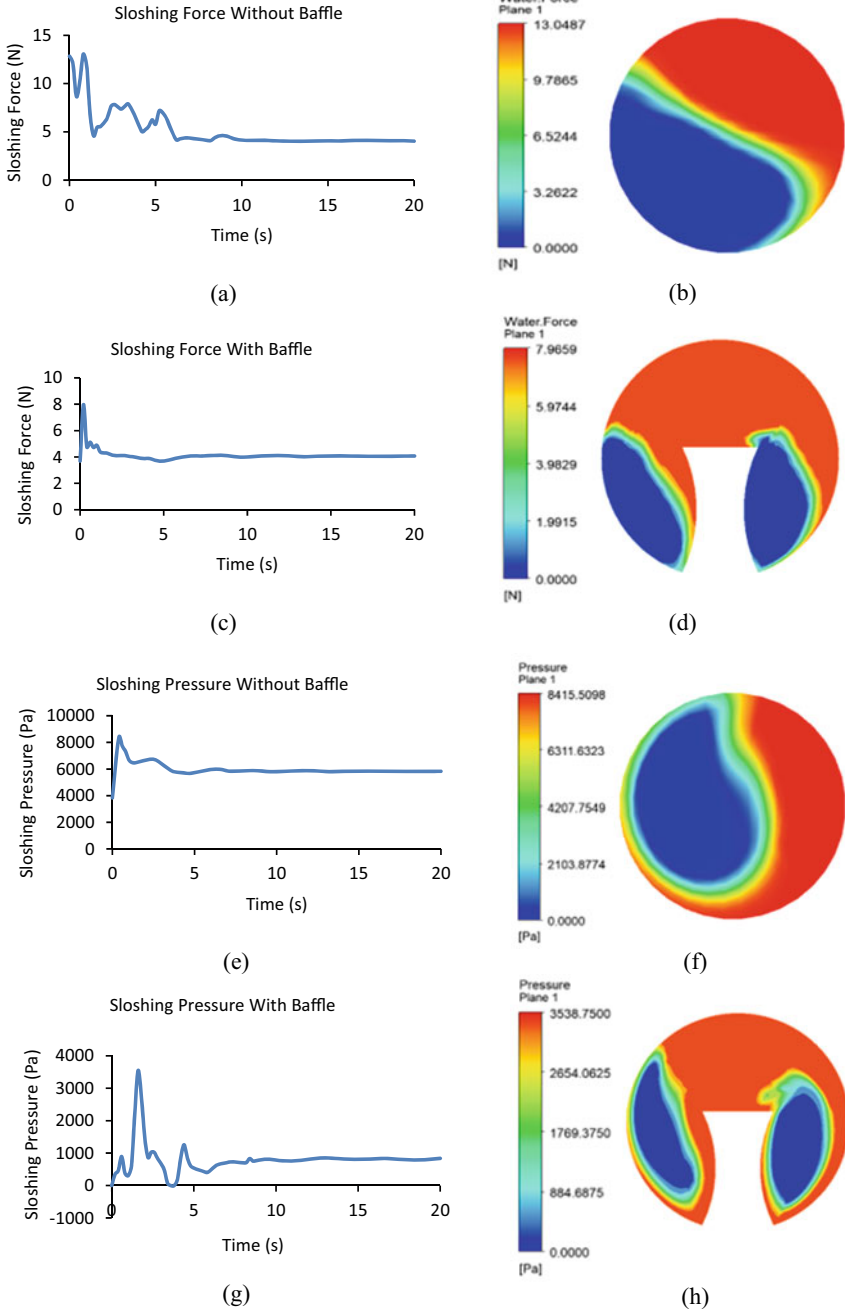 Sloshing Force Without Baffle
15
10
5
0
Sloshing Force (N)
0 5 10 15 20
Time (s)
(a)
Plane 1
13.0487
9.7865
6.5244
3.2622
0.0000
[N]
(b)
Sloshing Force With Baffle
10
8
6
4
2
0
Sloshing Force (N)
0 5 10 15 20
Time (s)
(c)
Water.Force
Plane 1
7.9659
5.9744
3.9829
1.9915
0.0000
[N]
(d)
Sloshing Pressure Without Baffle
10000
8000
6000
4000
2000
0
Sloshing Pressure (Pa)
0 5 10 15 20
Time (s)
(e)
Pressure
Plane 1
8415.5098
6311.6323
4207.7549
2103.8774
0.0000
[Pa]
(f)
Sloshing Pressure With Baffle
4000
3000
2000
1000
0
-1000
Sloshing Pressure (Pa)
0 5 10 15 20
Time (s)
(g)
Pressure
Plane 1
3538.7500
2654.0625
1769.3750
884.6875
0.0000
[Pa]
(h)